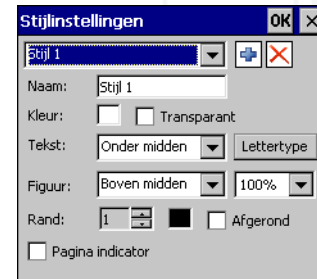 Stijlinstellingen OK
Stijl 1
Naam: Stijl 1
Kleur: Transparant
Tekst: Onder midden Lettertype
Figuur: Boven midden 100%
Rand: 1 Afgerond
Pagina indicator